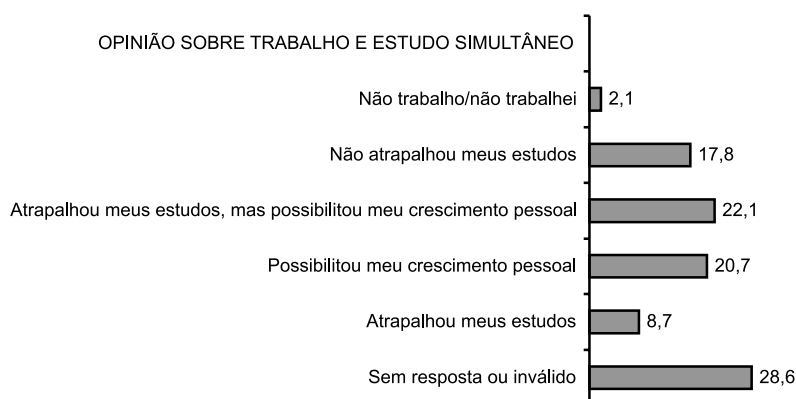 OPINIÃO SOBRE TRABALHO E ESTUDO SIMULTÂNEO
Não trabalho/não trabalhei 2,1
Não atrapalhou meus estudos 17,8
Atrapalhou meus estudos, mas possibilitou meu crescimento pessoal 22,1
Possibilitou meu crescimento pessoal 20,7
Atrapalhou meus estudos 8,7
Sem resposta ou inválido 28,6